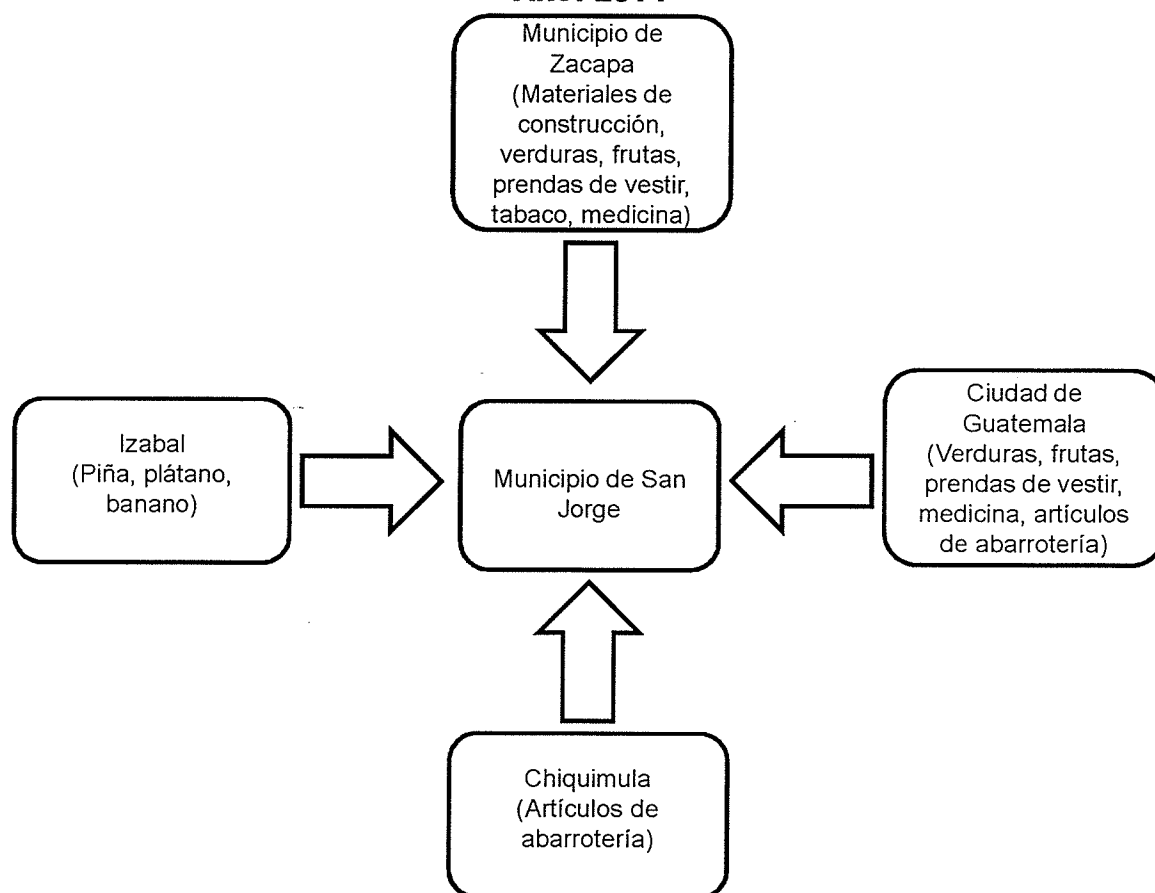 Municipio de
Zacapa
(Materiales de
construcción,
verduras, frutas,
prendas de vestir,
tabaco, medicina)
Izabal
(Piña, plátano,
banano)
Municipio de San
Jorge
Ciudad de
Guatemala
(Verduras, frutas,
prendas de vestir,
medicina, artículos
de abarrotería)
Chiquimula
(Artículos de
abarrotería)